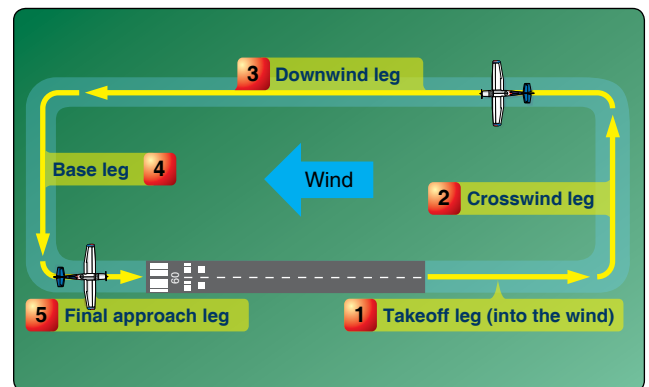 3 Downwind leg
Base leg 4
Wind
2 Crosswind leg
09
5 Final approach leg
1 Takeoff leg (into the wind)